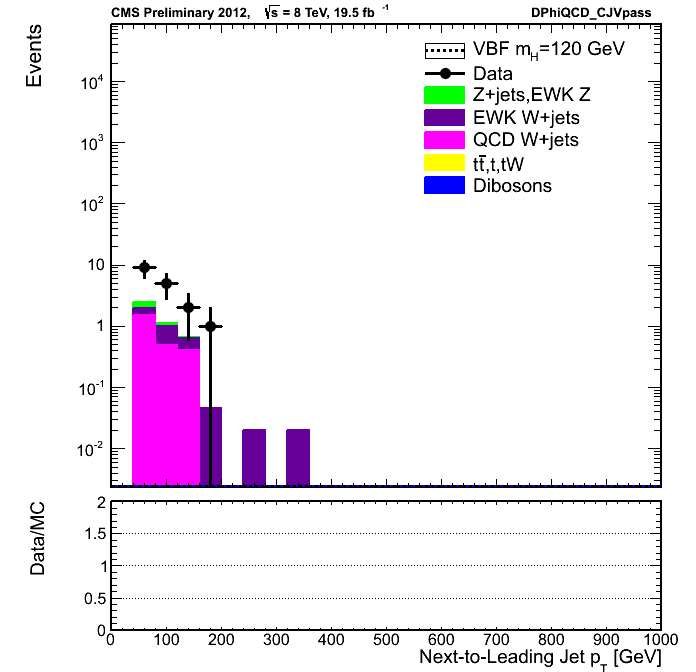 CMS Preliminary 2012, √s = 8 TeV, 19.5 fb⁻¹ DPhiQCD_CJVpass
Events
10⁴
10³
10²
10
1
10⁻¹
10⁻²
VBF m_H=120 GeV
Data
Z+jets,EWK Z
EWK W+jets
QCD W+jets
tt̄,t,tW
Dibosons
Data/MC
2
1.5
1
0.5
0
0 100 200 300 400 500 600 700 800 900 1000
Next-to-Leading Jet p_T [GeV]